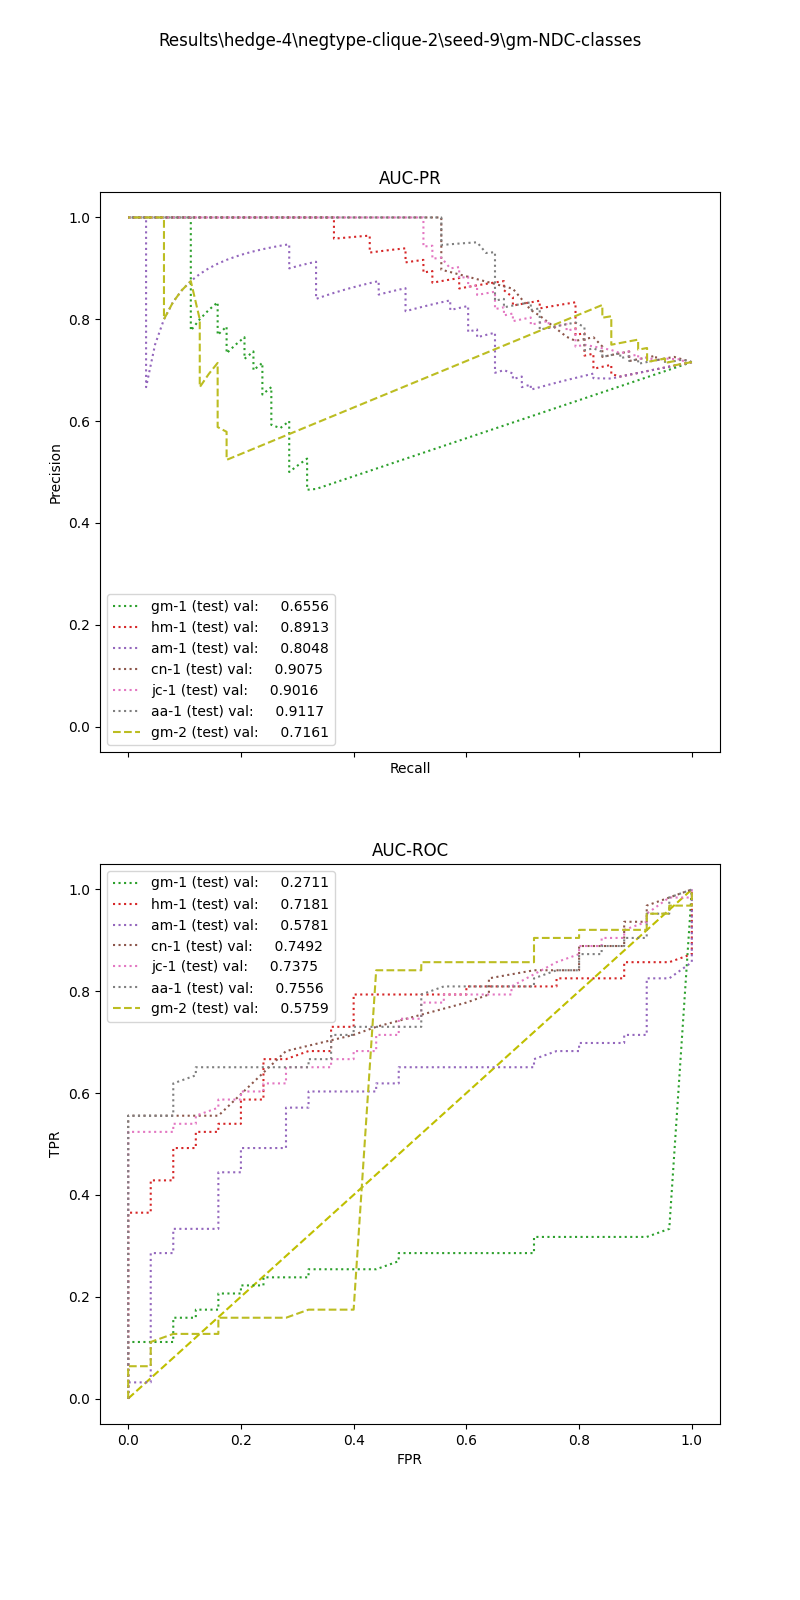 Results\hedge-4\negtype-clique-2\seed-9\gm-NDC-classes
AUC-PR
1.0
0.8
0.6
0.4
0.2
0.0
Precision
gm-1 (test) val: 0.6556
hm-1 (test) val: 0.8913
am-1 (test) val: 0.8048
cn-1 (test) val: 0.9075
jc-1 (test) val: 0.9016
aa-1 (test) val: 0.9117
gm-2 (test) val: 0.7161
Recall
AUC-ROC
gm-1 (test) val: 0.2711
hm-1 (test) val: 0.7181
am-1 (test) val: 0.5781
cn-1 (test) val: 0.7492
jc-1 (test) val: 0.7375
aa-1 (test) val: 0.7556
gm-2 (test) val: 0.5759
1.0
0.8
0.6
0.4
0.2
0.0
TPR
0.0 0.2 0.4 0.6 0.8 1.0
FPR